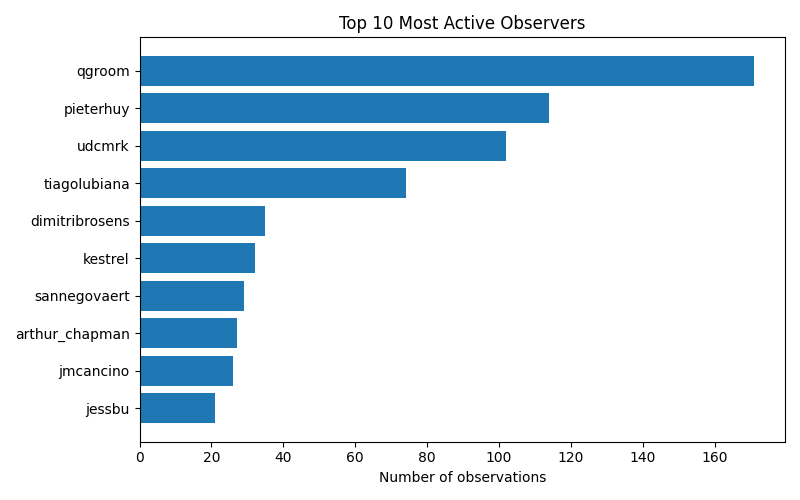 Top 10 Most Active Observers
qgroom
pieterhuy
udcmrk
tiagolubiana
dimitribrosens
kestrel
sannegovaert
arthur_chapman
jmcancino
jessbu
0 20 40 60 80 100 120 140 160
Number of observations